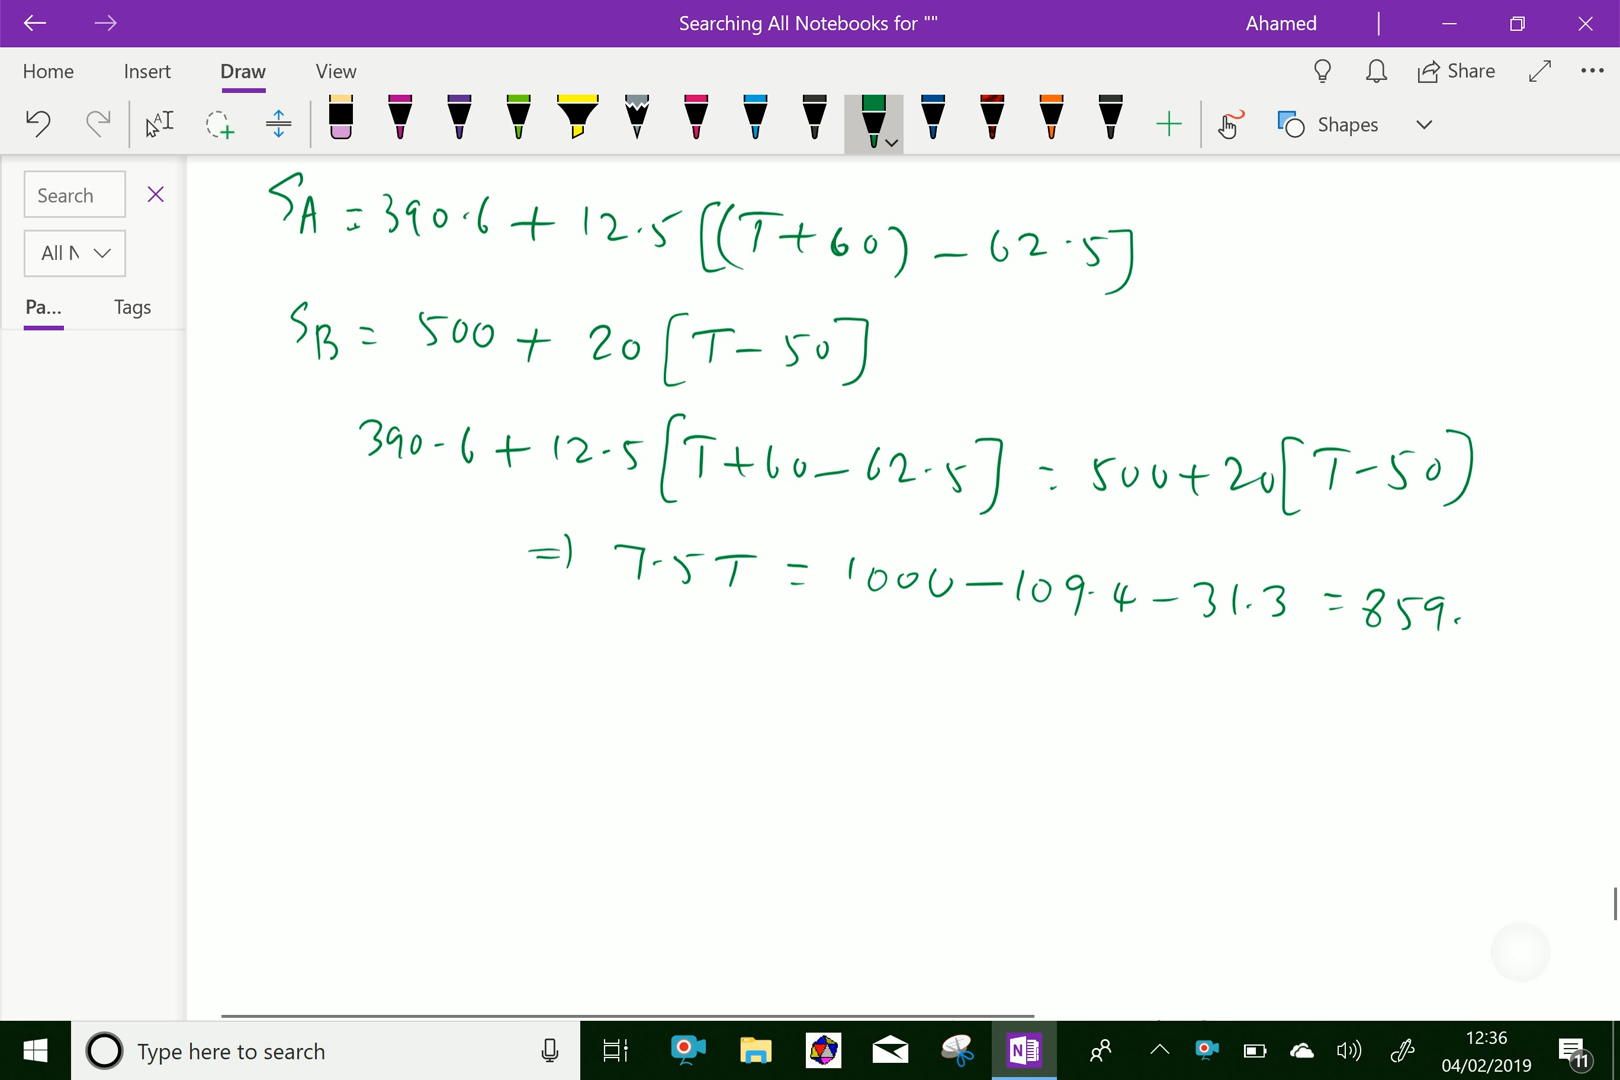 Searching All Notebooks for ""
Ahamed
Home Insert Draw View
Share
Shapes
Search
All N
Pa... Tags
S_A = 390.6 + 12.5 [(T+60) - 62.5]
S_B = 500 + 20 [T - 50]
390.6 + 12.5 [T+60-62.5] = 500+20[T-50)
=) 7.5T = 1000 - 109.4 - 31.3 = 859.
Type here to search
N
12:36
04/02/2019
11